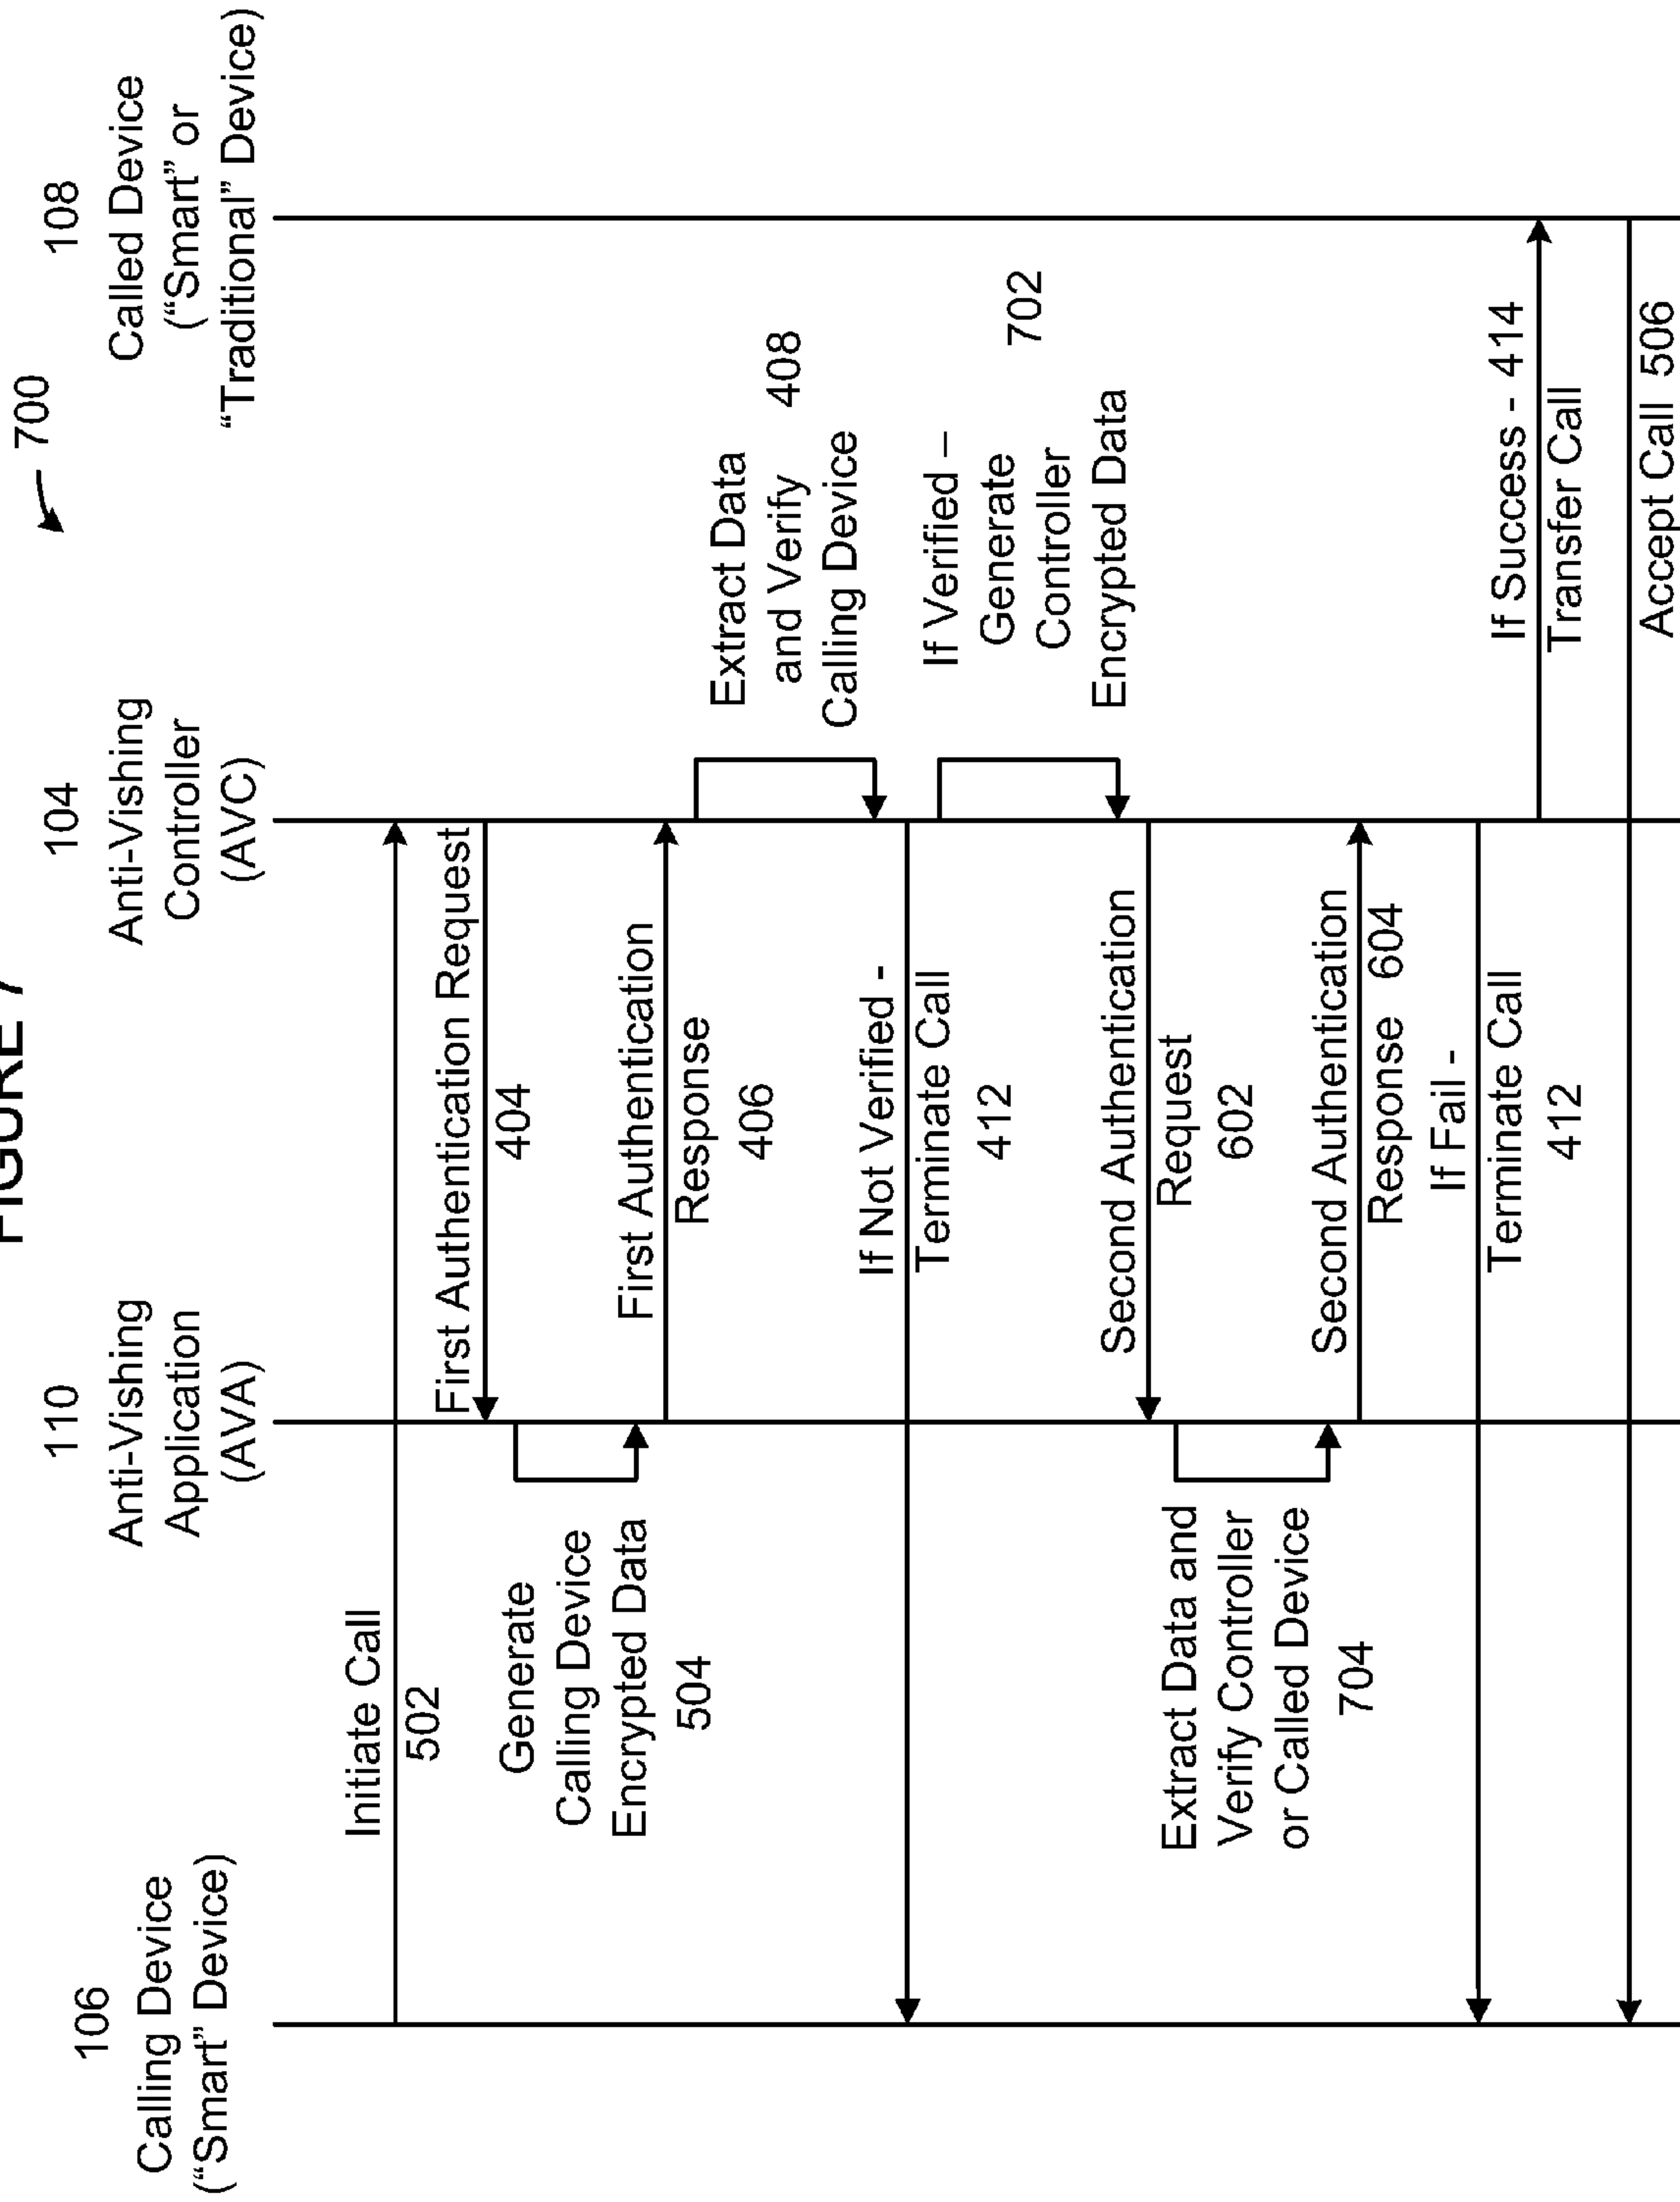 FIGURE 7
700
106
Calling Device
(“Smart” Device)
110
Anti-Vishing
Application
(AVA)
104
Anti-Vishing
Controller
(AVC)
108
Called Device
(“Smart” or
“Traditional” Device)
Initiate Call
502
First Authentication Request
404
Generate
Calling Device
Encrypted Data
504
First Authentication
Response
406
Extract Data
and Verify 408
Calling Device
If Not Verified -
Terminate Call
412
If Verified –
Generate 702
Controller
Encrypted Data
Second Authentication
Request
602
Extract Data and
Verify Controller
or Called Device
704
Second Authentication
Response 604
If Fail -
Terminate Call
412
If Success - 414
Transfer Call
Accept Call 506